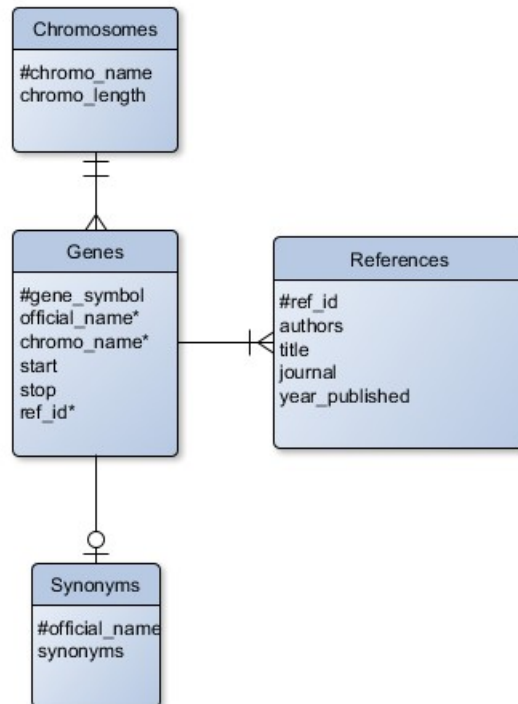 Chromosomes
#chromo_name
chromo_length
Genes
#gene_symbol
official_name*
chromo_name*
start
stop
ref_id*
References
#ref_id
authors
title
journal
year_published
Synonyms
#official_name
synonyms